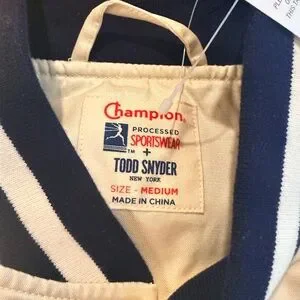 Champion
PROCESSED
SPORTSWEAR
TM +
TODD SNYDER
NEW YORK
SIZE - MEDIUM
MADE IN CHINA